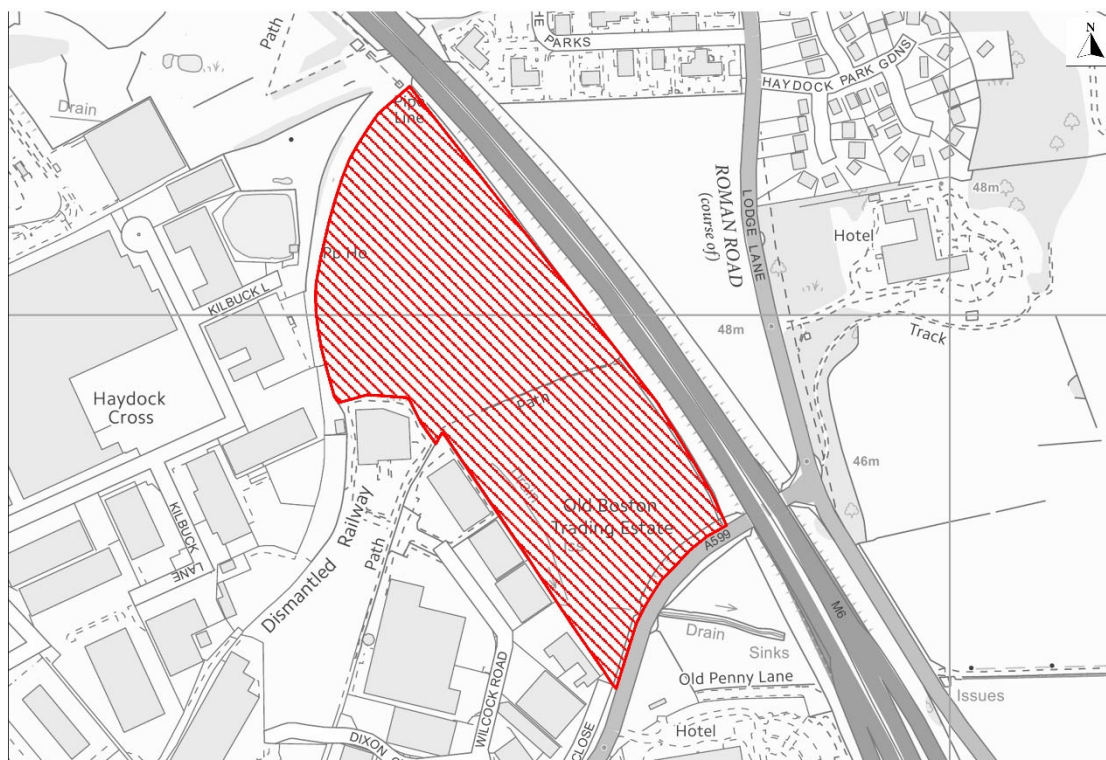 Path
THE
PARKS
N
HAYDOCK PARK GDNS
Drain
Pipe
Line
ROMAN ROAD
(course of)
LODGE LANE
48m
Hotel
Pp Ho
KILBUCK L
48m
Track
Haydock
Cross
Path
46m
Drain
Old Boston
Trading Estate
Iss
A599
KILBUCK
LANE
Dismantled Railway
Path
M6
Drain
Sinks
Old Penny Lane
Issues
WILCOCK ROAD
Hotel
DIXON
CLOSE